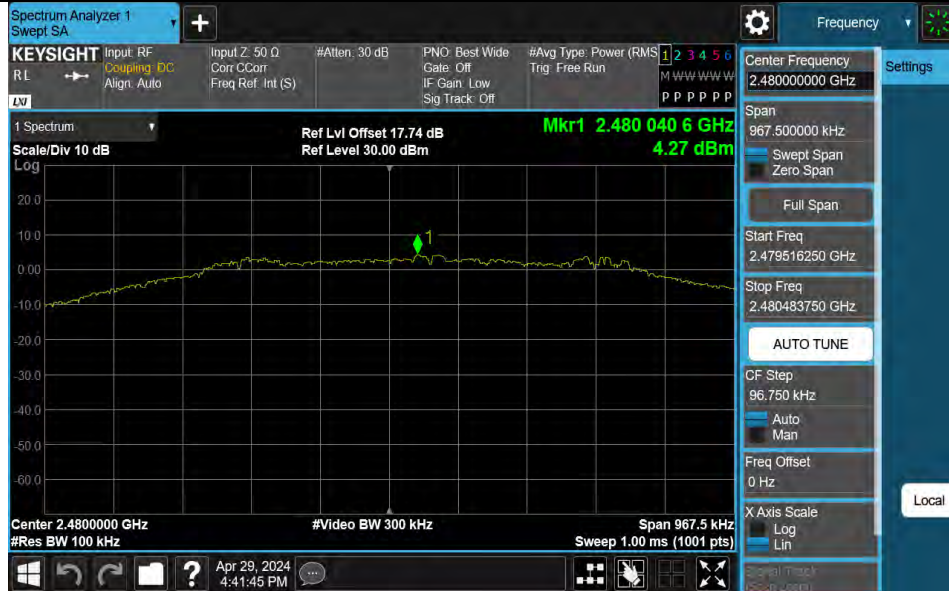 Spectrum Analyzer 1
Swept SA
+
Frequency
KEYSIGHT
RL
LXI
Input: RF
Coupling: DC
Align: Auto
Input Z: 50 Ω
Corr CCorr
Freq Ref: Int (S)
#Atten: 30 dB
PNO: Best Wide
Gate: Off
IF Gain: Low
Sig Track: Off
#Avg Type: Power (RMS
Trig: Free Run
1 2 3 4 5 6
M W W W W W
P P P P P P
Center Frequency
2.480000000 GHz
Settings
Span
967.500000 kHz
Swept Span
Zero Span
Full Span
Start Freq
2.479516250 GHz
Stop Freq
2.480483750 GHz
AUTO TUNE
CF Step
96.750 kHz
Auto
Man
Freq Offset
0 Hz
X Axis Scale
Log
Lin
Local
1 Spectrum
Scale/Div 10 dB
Ref Lvl Offset 17.74 dB
Ref Level 30.00 dBm
Mkr1 2.480 040 6 GHz
4.27 dBm
Log
20.0
10.0
0.00
-10.0
-20.0
-30.0
-40.0
-50.0
-60.0
1
Center 2.4800000 GHz
#Res BW 100 kHz
#Video BW 300 kHz
Span 967.5 kHz
Sweep 1.00 ms (1001 pts)
?
Apr 29, 2024
4:41:45 PM